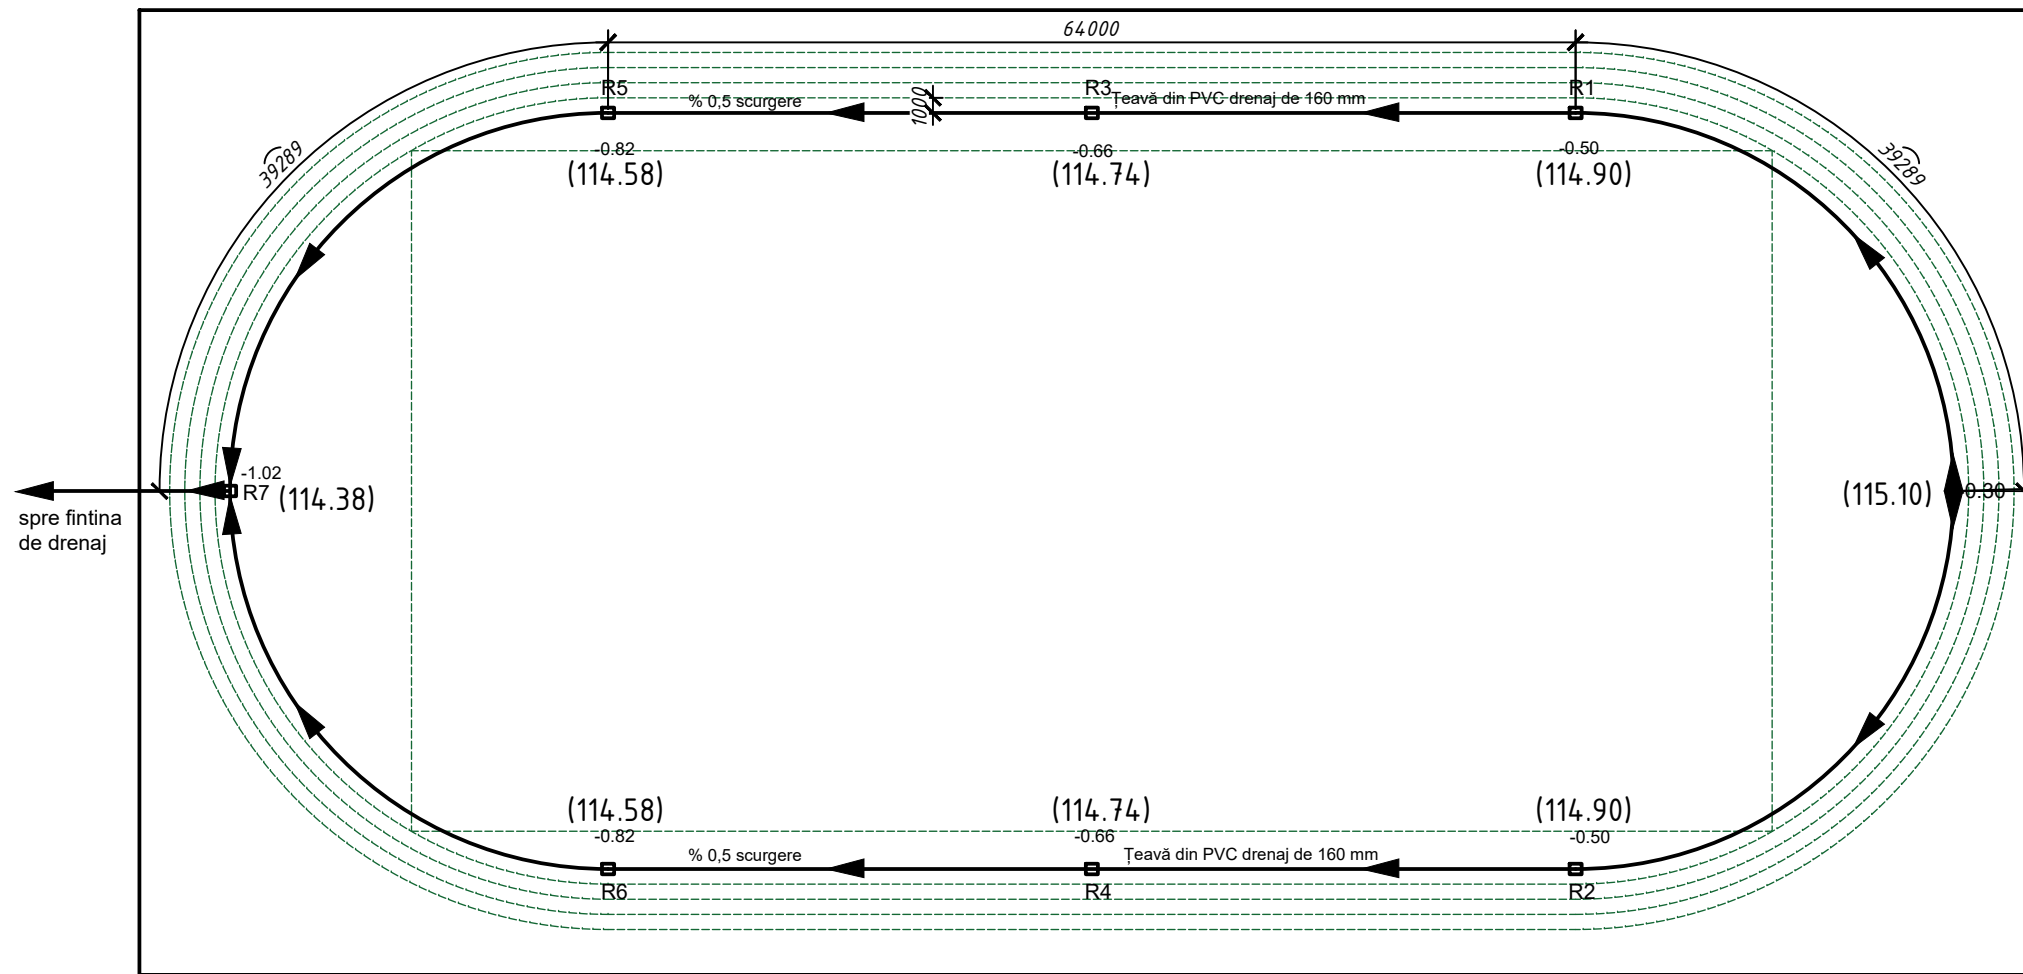 64000
R5
R3
R1
% 0,5 scurgere
1000
Țeavă din PVC drenaj de 160 mm
39289
39289
-0.82
-0.66
-0.50
(114.58)
(114.74)
(114.90)
-1.02
R7
(114.38)
(115.10)
-0.30
spre fintina
de drenaj
(114.58)
(114.74)
(114.90)
-0.82
-0.66
-0.50
% 0,5 scurgere
Țeavă din PVC drenaj de 160 mm
R6
R4
R2